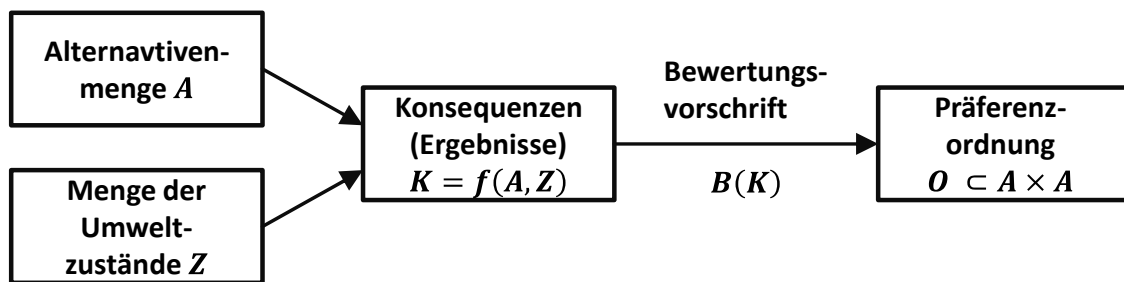 Alternavtiven-
menge A
Menge der
Umwelt-
zustände Z
Konsequenzen
(Ergebnisse)
K = f(A, Z)
Bewertungs-
vorschrift
B(K)
Präferenz-
ordnung
O ⊂ A × A